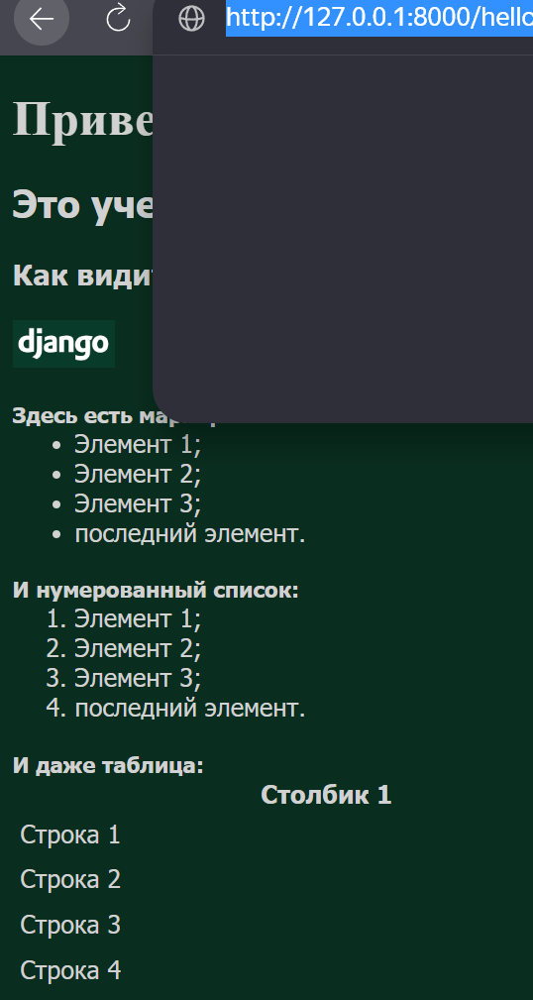 http://127.0.0.1:8000/hello
Приве
Это уче
Как види
django
Здесь есть
Элемент 1;
Элемент 2;
Элемент 3;
последний элемент.
И нумерованный список:
1. Элемент 1;
2. Элемент 2;
3. Элемент 3;
4. последний элемент.
И даже таблица:
Столбик 1
Строка 1
Строка 2
Строка 3
Строка 4